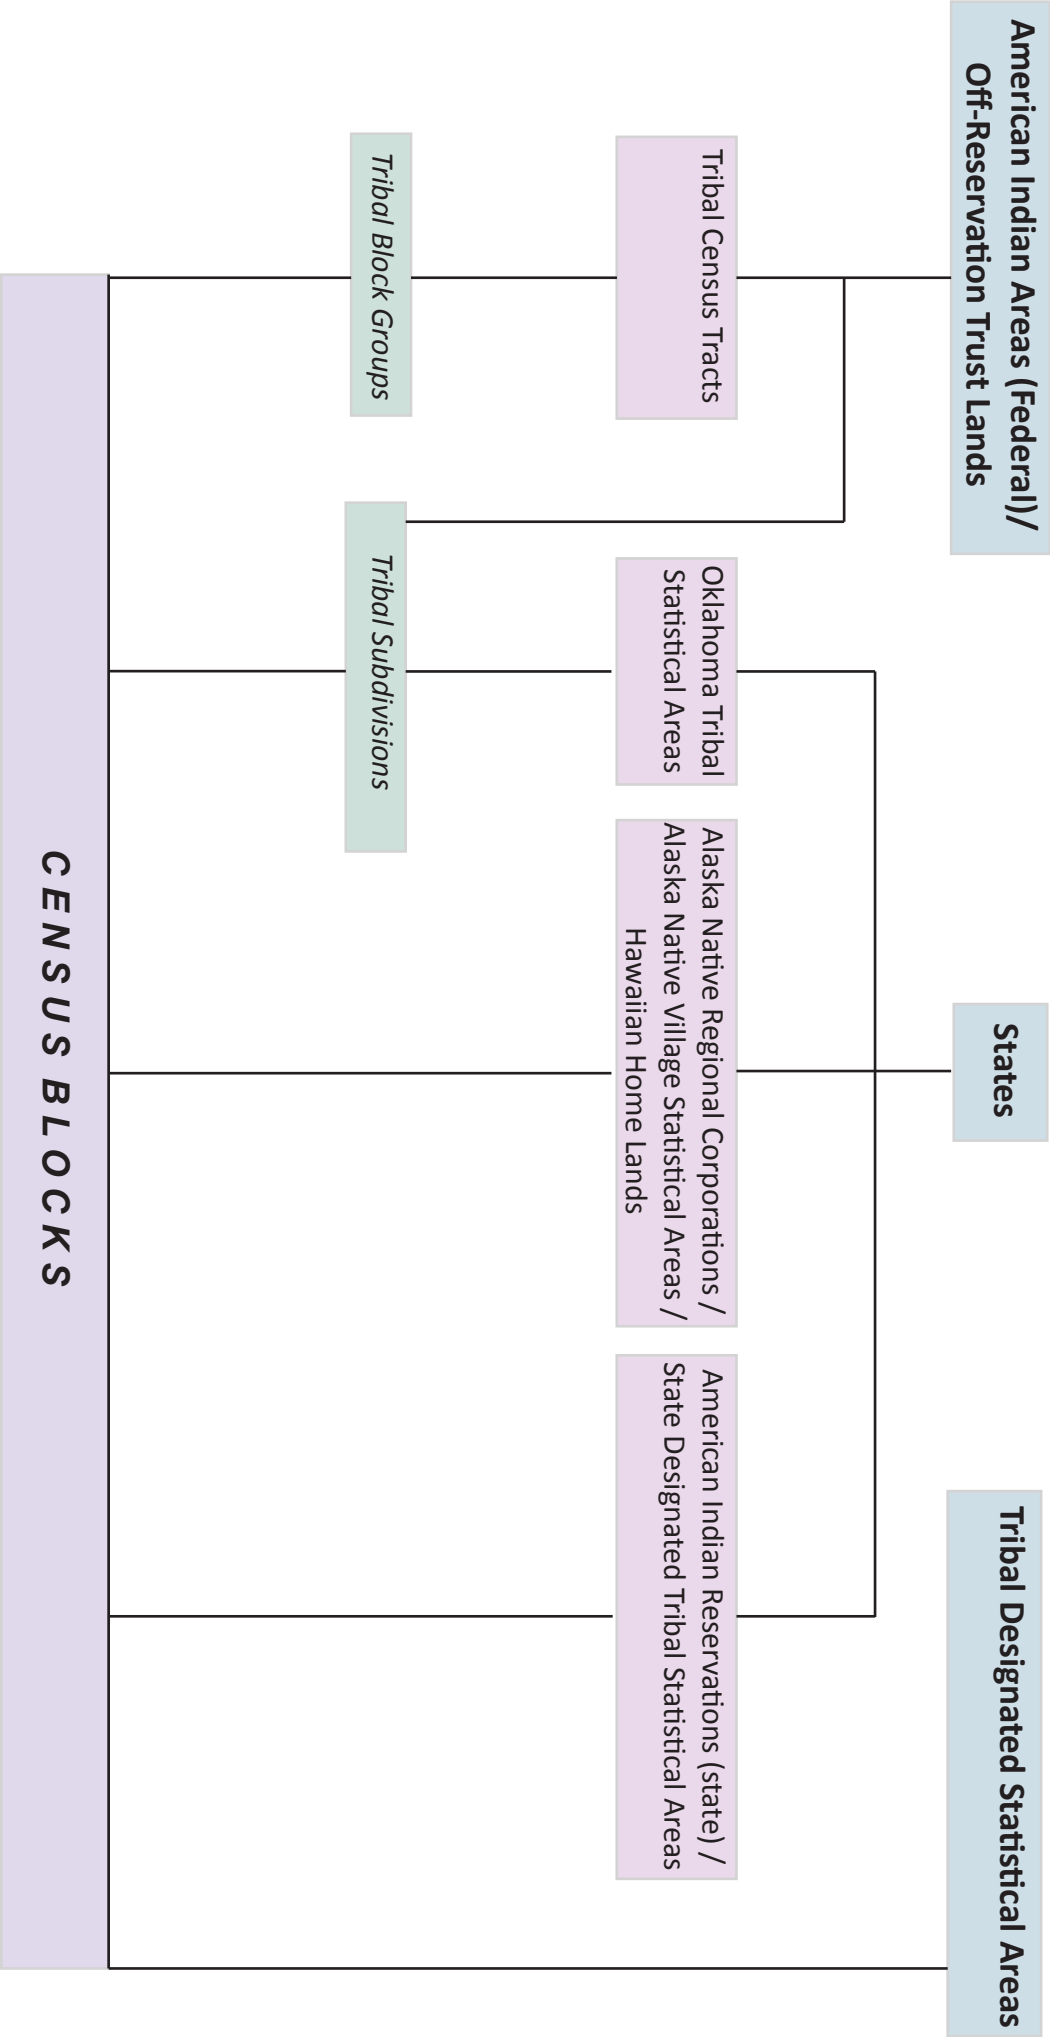 American Indian Areas (Federal)/
Off-Reservation Trust Lands
States
Tribal Designated Statistical Areas
Tribal Census Tracts
Oklahoma Tribal
Statistical Areas
Alaska Native Regional Corporations /
Alaska Native Village Statistical Areas /
Hawaiian Home Lands
American Indian Reservations (state) /
State Designated Tribal Statistical Areas
Tribal Block Groups
Tribal Subdivisions
CENSUS BLOCKS